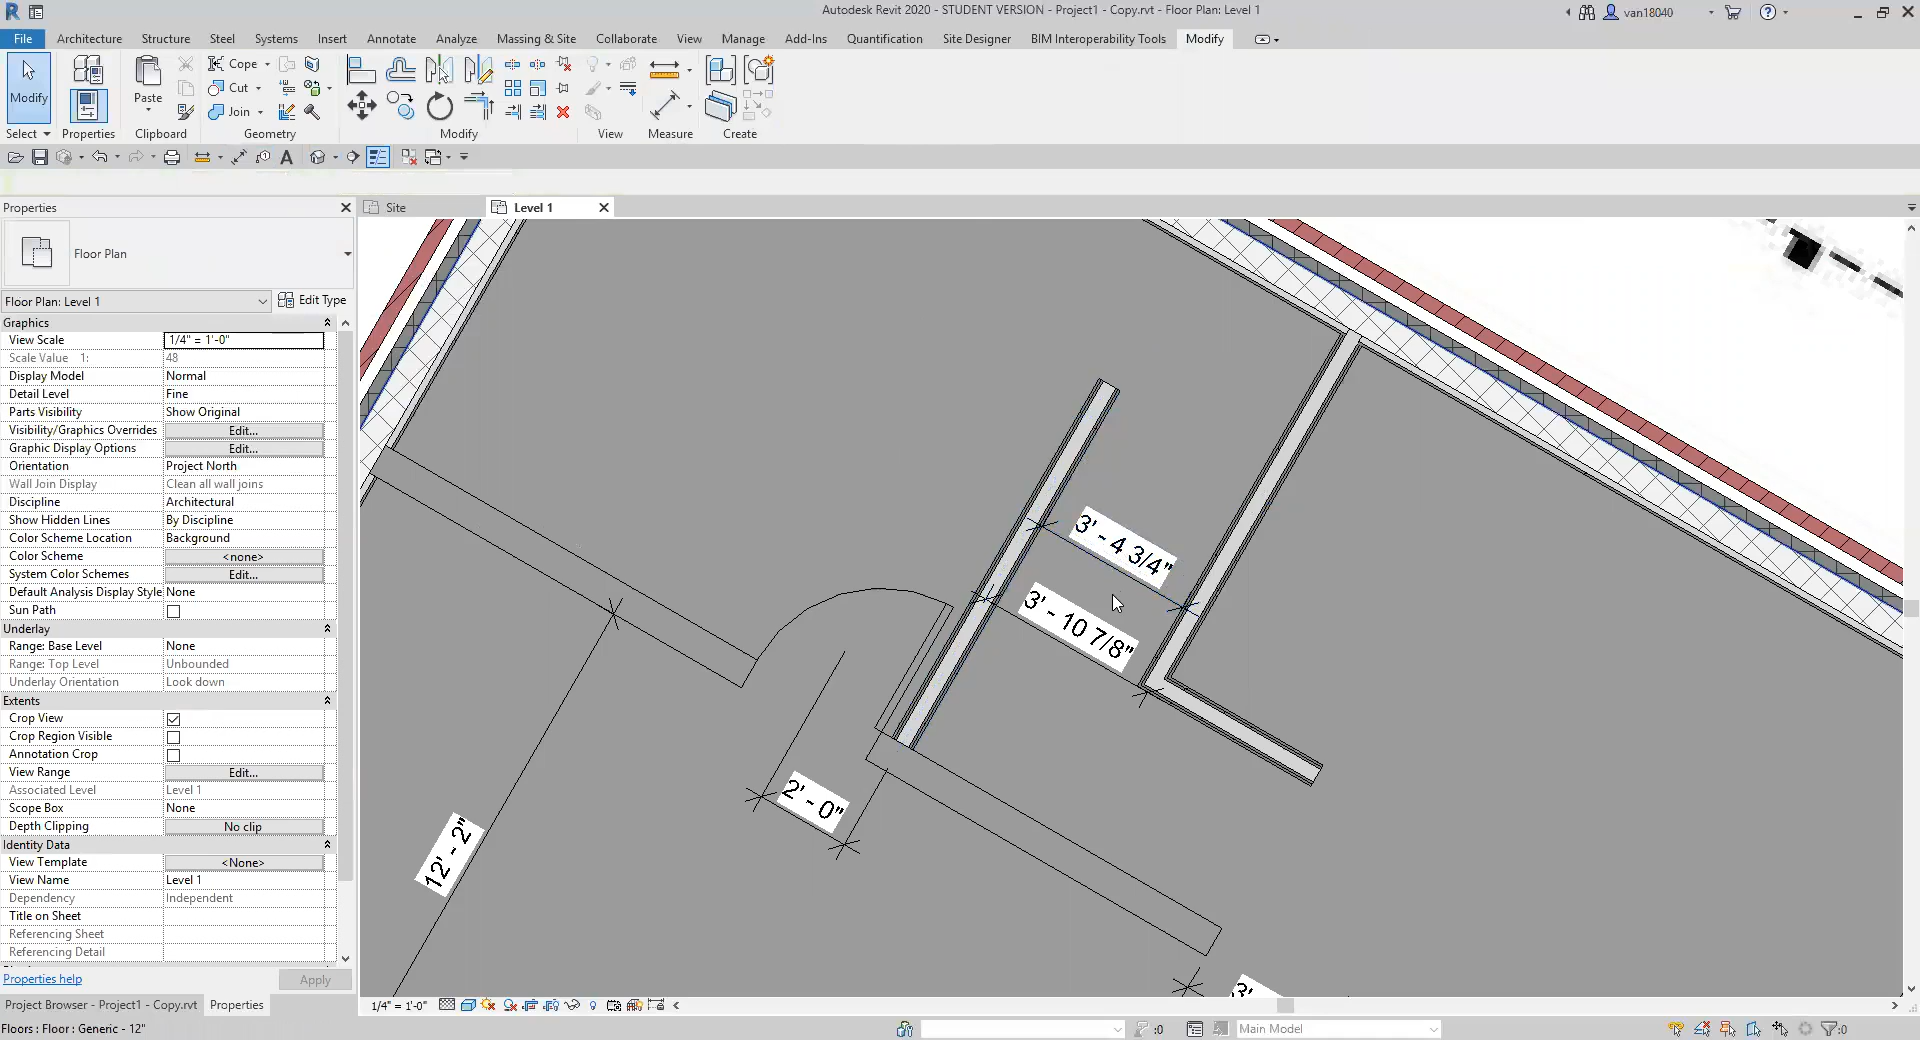 Autodesk Revit 2020 - STUDENT VERSION - Project1 - Copy.rvt - Floor Plan: Level 1
van18040
File Architecture Structure Steel Systems Insert Annotate Analyze Massing & Site Collaborate View Manage Add-Ins Quantification Site Designer BIM Interoperability Tools Modify
Modify
Paste
Cope
Cut
Join
Select Properties Clipboard Geometry Modify View Measure Create
Properties
Site
Level 1
Floor Plan
Floor Plan: Level 1
Edit Type
Graphics
View Scale 1/4" = 1'-0"
Scale Value 1: 48
Display Model Normal
Detail Level Fine
Parts Visibility Show Original
Visibility/Graphics Overrides Edit...
Graphic Display Options Edit...
Orientation Project North
Wall Join Display Clean all wall joins
Discipline Architectural
Show Hidden Lines By Discipline
Color Scheme Location Background
Color Scheme <none>
System Color Schemes Edit...
Default Analysis Display Style None
Sun Path
Underlay
Range: Base Level None
Range: Top Level Unbounded
Underlay Orientation Look down
Extents
Crop View
Crop Region Visible
Annotation Crop
View Range Edit...
Associated Level Level 1
Scope Box None
Depth Clipping No clip
Identity Data
View Template <None>
View Name Level 1
Dependency Independent
Title on Sheet
Referencing Sheet
Referencing Detail
Properties help
Apply
Project Browser - Project1 - Copy.rvt Properties
3' - 4 3/4"
3' - 10 7/8"
2' - 0"
12' - 2"
3'
1/4" = 1'-0"
Floors : Floor : Generic - 12"
:0
Main Model
:0